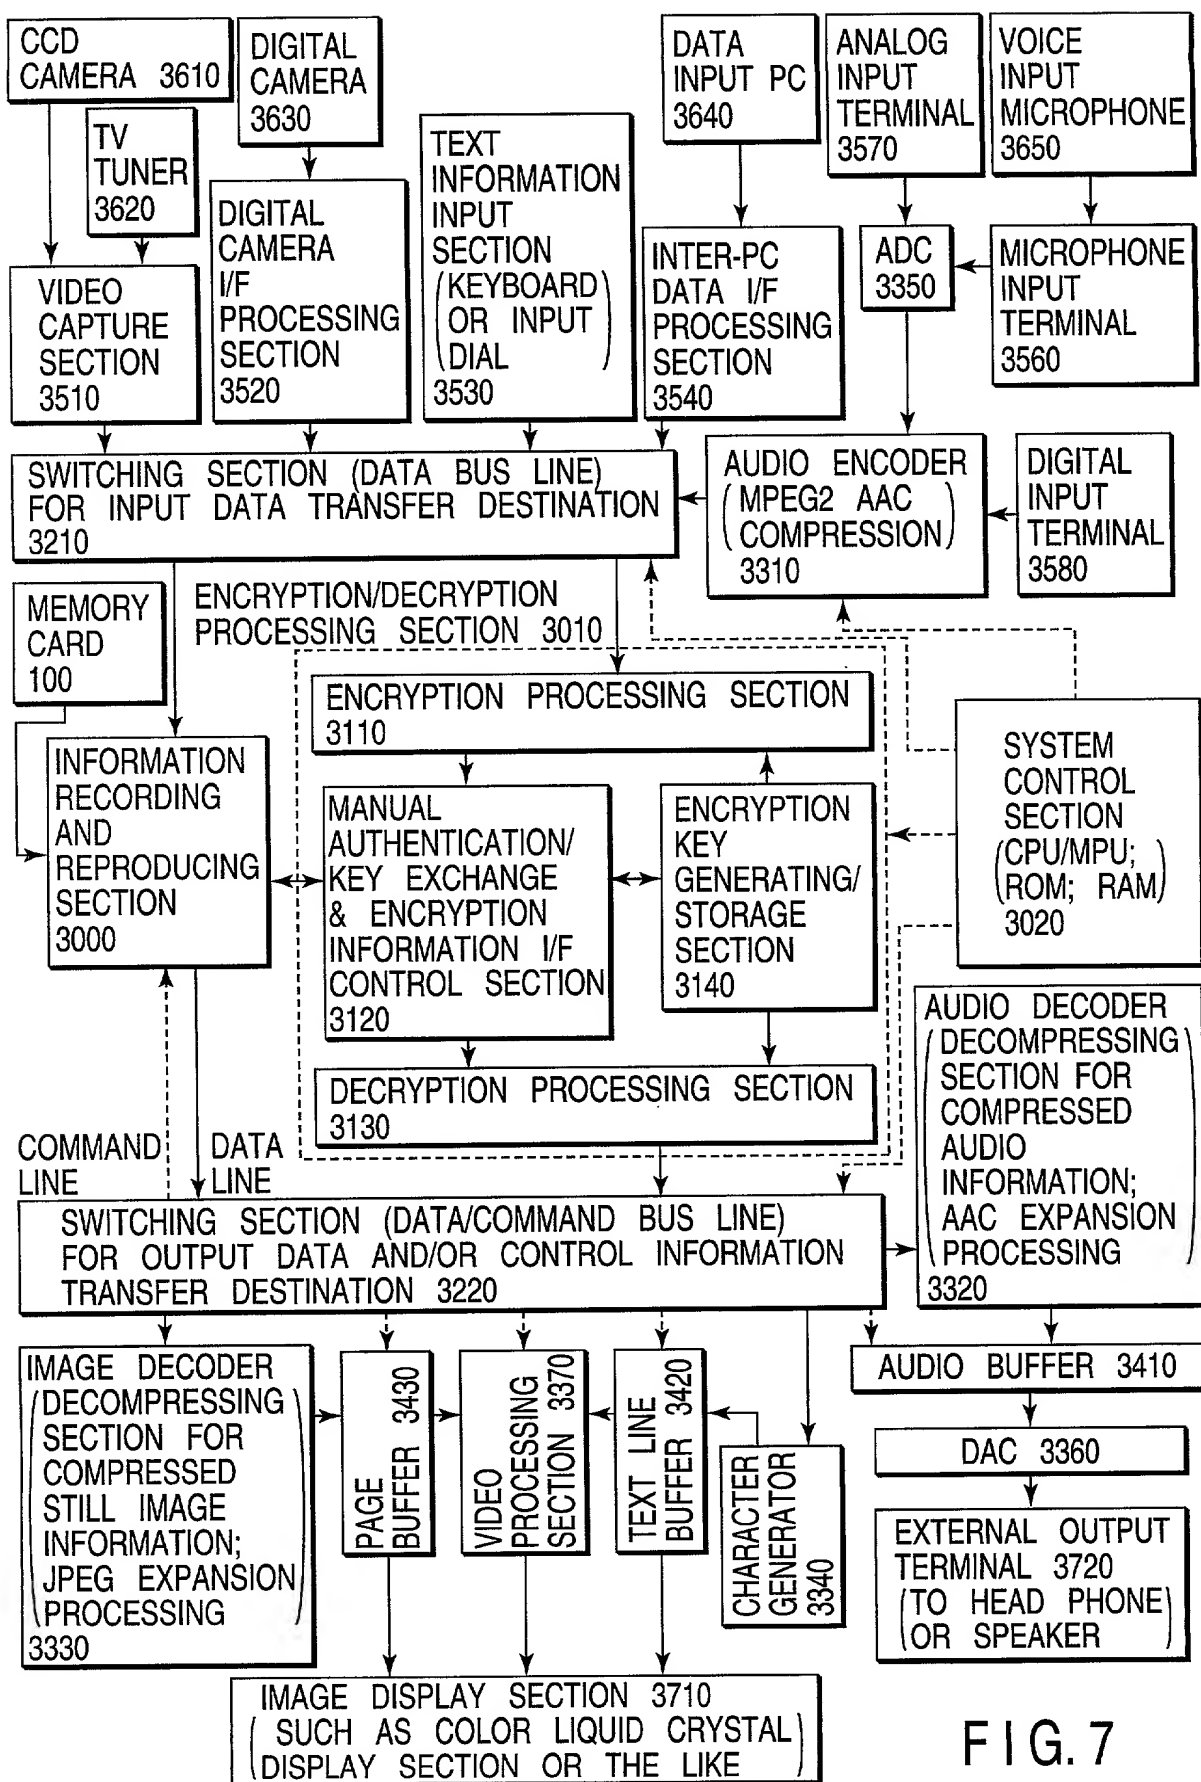 CCD
CAMERA 3610
DIGITAL
CAMERA
3630
DATA
INPUT PC
3640
ANALOG
INPUT
TERMINAL
3570
VOICE
INPUT
MICROPHONE
3650
TV
TUNER
3620
VIDEO
CAPTURE
SECTION
3510
DIGITAL
CAMERA
I/F
PROCESSING
SECTION
3520
TEXT
INFORMATION
INPUT
SECTION
(KEYBOARD
OR INPUT
DIAL)
3530
INTER-PC
DATA I/F
PROCESSING
SECTION
3540
ADC
3350
MICROPHONE
INPUT
TERMINAL
3560
SWITCHING SECTION (DATA BUS LINE)
FOR INPUT DATA TRANSFER DESTINATION
3210
AUDIO ENCODER
(MPEG2 AAC
COMPRESSION)
3310
DIGITAL
INPUT
TERMINAL
3580
MEMORY
CARD
100
ENCRYPTION/DECRYPTION
PROCESSING SECTION 3010
ENCRYPTION PROCESSING SECTION
3110
INFORMATION
RECORDING
AND
REPRODUCING
SECTION
3000
MANUAL
AUTHENTICATION/
KEY EXCHANGE
& ENCRYPTION
INFORMATION I/F
CONTROL SECTION
3120
ENCRYPTION
KEY
GENERATING/
STORAGE
SECTION
3140
SYSTEM
CONTROL
SECTION
(CPU/MPU;
ROM; RAM)
3020
DECRYPTION PROCESSING SECTION
3130
COMMAND
LINE
DATA
LINE
AUDIO DECODER
(DECOMPRESSING
SECTION FOR
COMPRESSED
AUDIO
INFORMATION;
AAC EXPANSION
PROCESSING)
3320
SWITCHING SECTION (DATA/COMMAND BUS LINE)
FOR OUTPUT DATA AND/OR CONTROL INFORMATION
TRANSFER DESTINATION 3220
IMAGE DECODER
(DECOMPRESSING
SECTION FOR
COMPRESSED
STILL IMAGE
INFORMATION;
JPEG EXPANSION
PROCESSING)
3330
PAGE
BUFFER 3430
VIDEO
PROCESSING
SECTION 3370
TEXT LINE
BUFFER 3420
CHARACTER
GENERATOR
3340
AUDIO BUFFER 3410
DAC 3360
EXTERNAL OUTPUT
TERMINAL 3720
(TO HEAD PHONE
OR SPEAKER)
IMAGE DISPLAY SECTION 3710
(SUCH AS COLOR LIQUID CRYSTAL
DISPLAY SECTION OR THE LIKE
FIG. 7